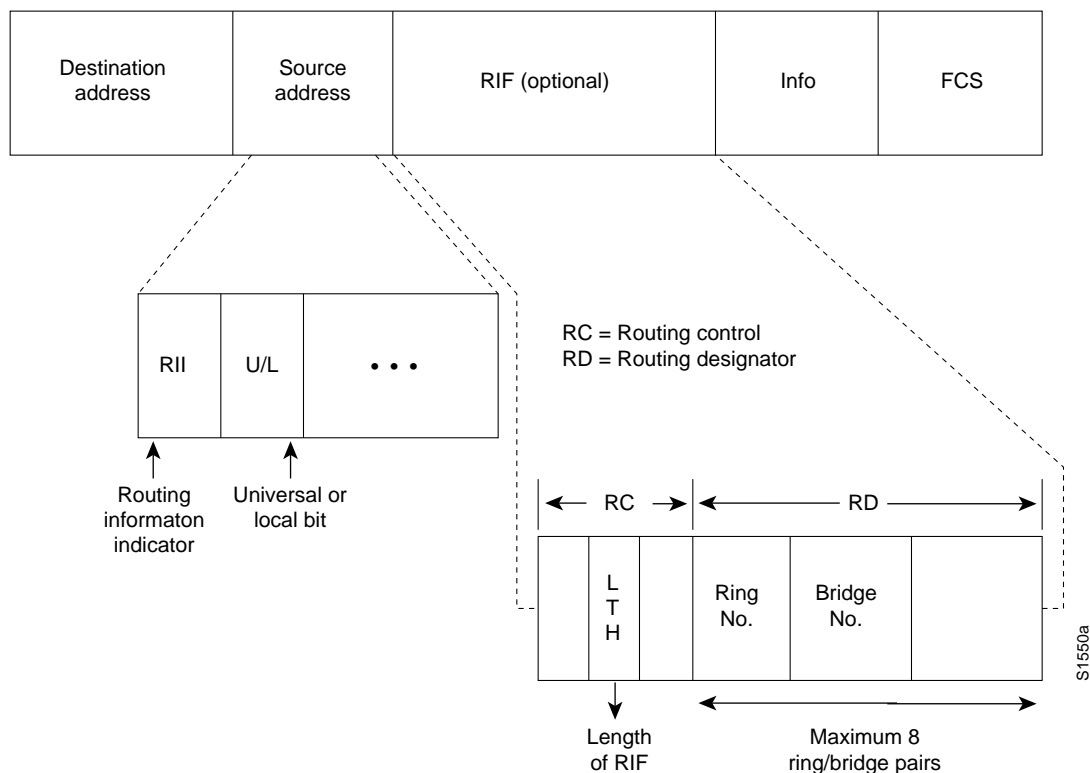 Destination
address
Source
address
RIF (optional)
Info
FCS
RC = Routing control
RD = Routing designator
RII
U/L
• • •
Routing
informaton
indicator
Universal or
local bit
RC
RD
L
T
H
Ring
No.
Bridge
No.
Length
of RIF
Maximum 8
ring/bridge pairs
S1550a